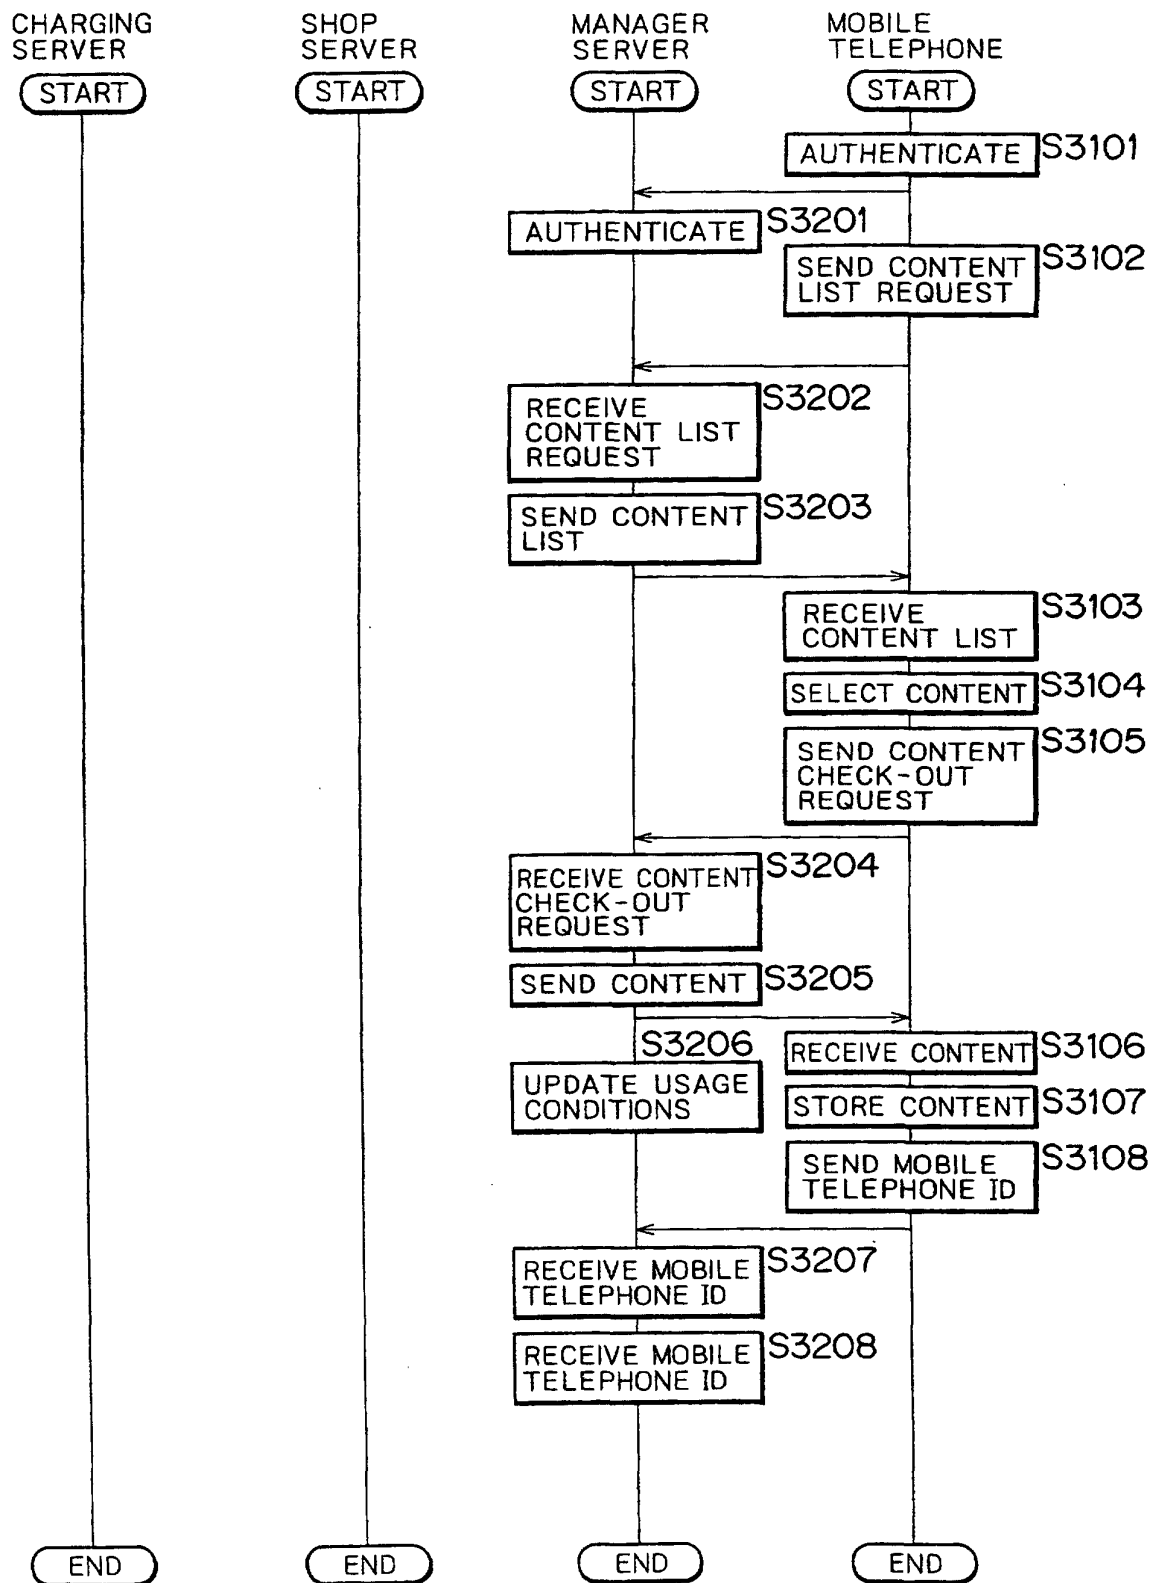 CHARGING
SERVER
SHOP
SERVER
MANAGER
SERVER
MOBILE
TELEPHONE
START
START
START
START
AUTHENTICATE
S3101
AUTHENTICATE
S3201
SEND CONTENT
LIST REQUEST
S3102
RECEIVE
CONTENT LIST
REQUEST
S3202
SEND CONTENT
LIST
S3203
RECEIVE
CONTENT LIST
S3103
SELECT CONTENT
S3104
SEND CONTENT
CHECK-OUT
REQUEST
S3105
RECEIVE CONTENT
CHECK-OUT
REQUEST
S3204
SEND CONTENT
S3205
S3206
UPDATE USAGE
CONDITIONS
RECEIVE CONTENT
S3106
STORE CONTENT
S3107
SEND MOBILE
TELEPHONE ID
S3108
RECEIVE MOBILE
TELEPHONE ID
S3207
RECEIVE MOBILE
TELEPHONE ID
S3208
END
END
END
END